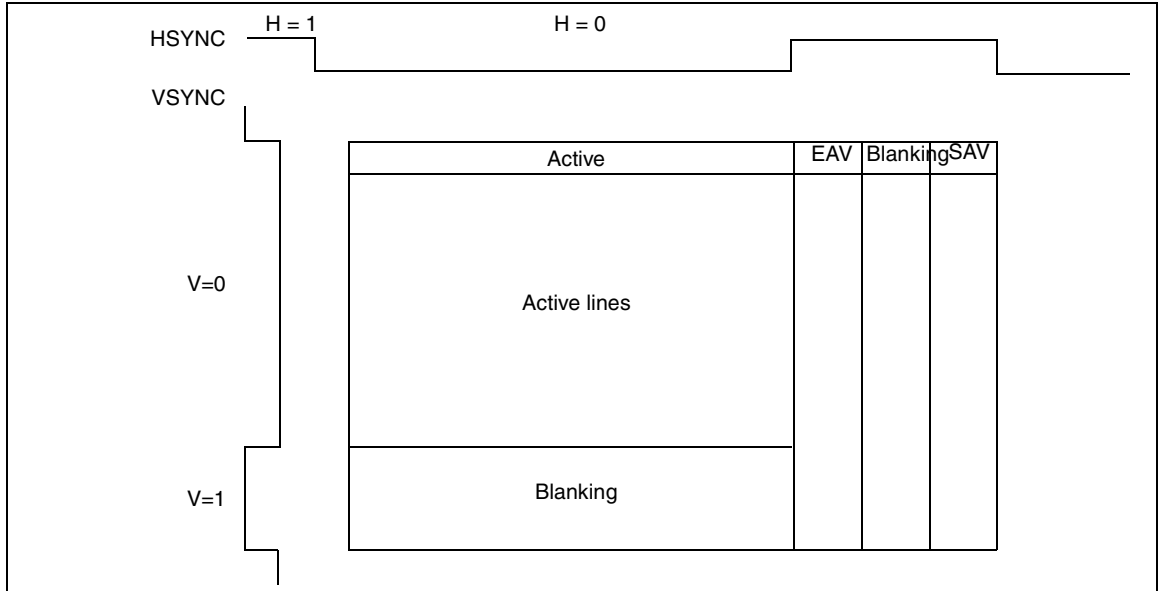 H = 1 H = 0
HSYNC
VSYNC
Active EAV Blanking SAV
V=0
Active lines
V=1 Blanking